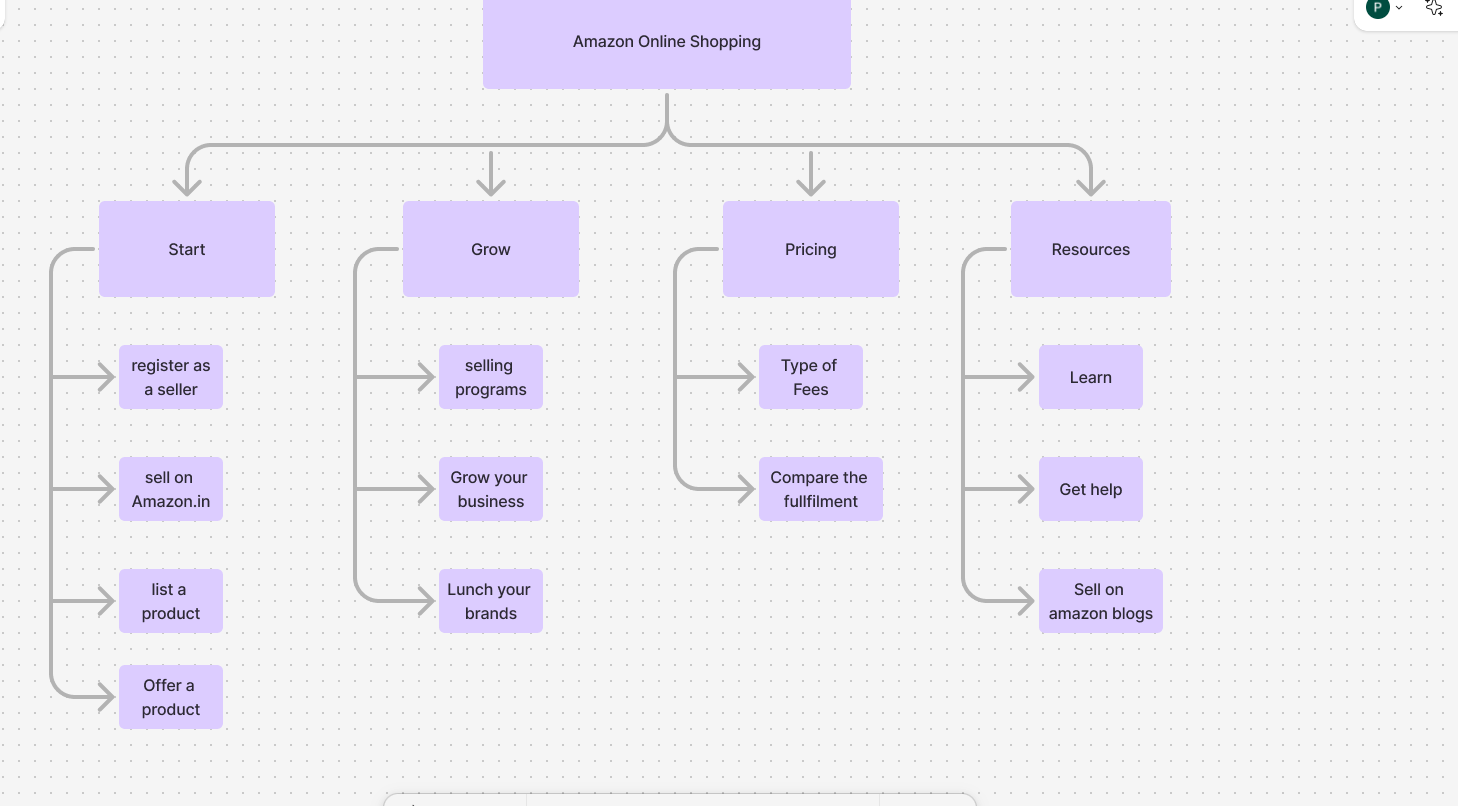 P
Amazon Online Shopping
Start
Grow
Pricing
Resources
register as
a seller
selling
programs
Type of
Fees
Learn
sell on
Amazon.in
Grow your
business
Compare the
fullfilment
Get help
list a
product
Lunch your
brands
Sell on
amazon blogs
Offer a
product